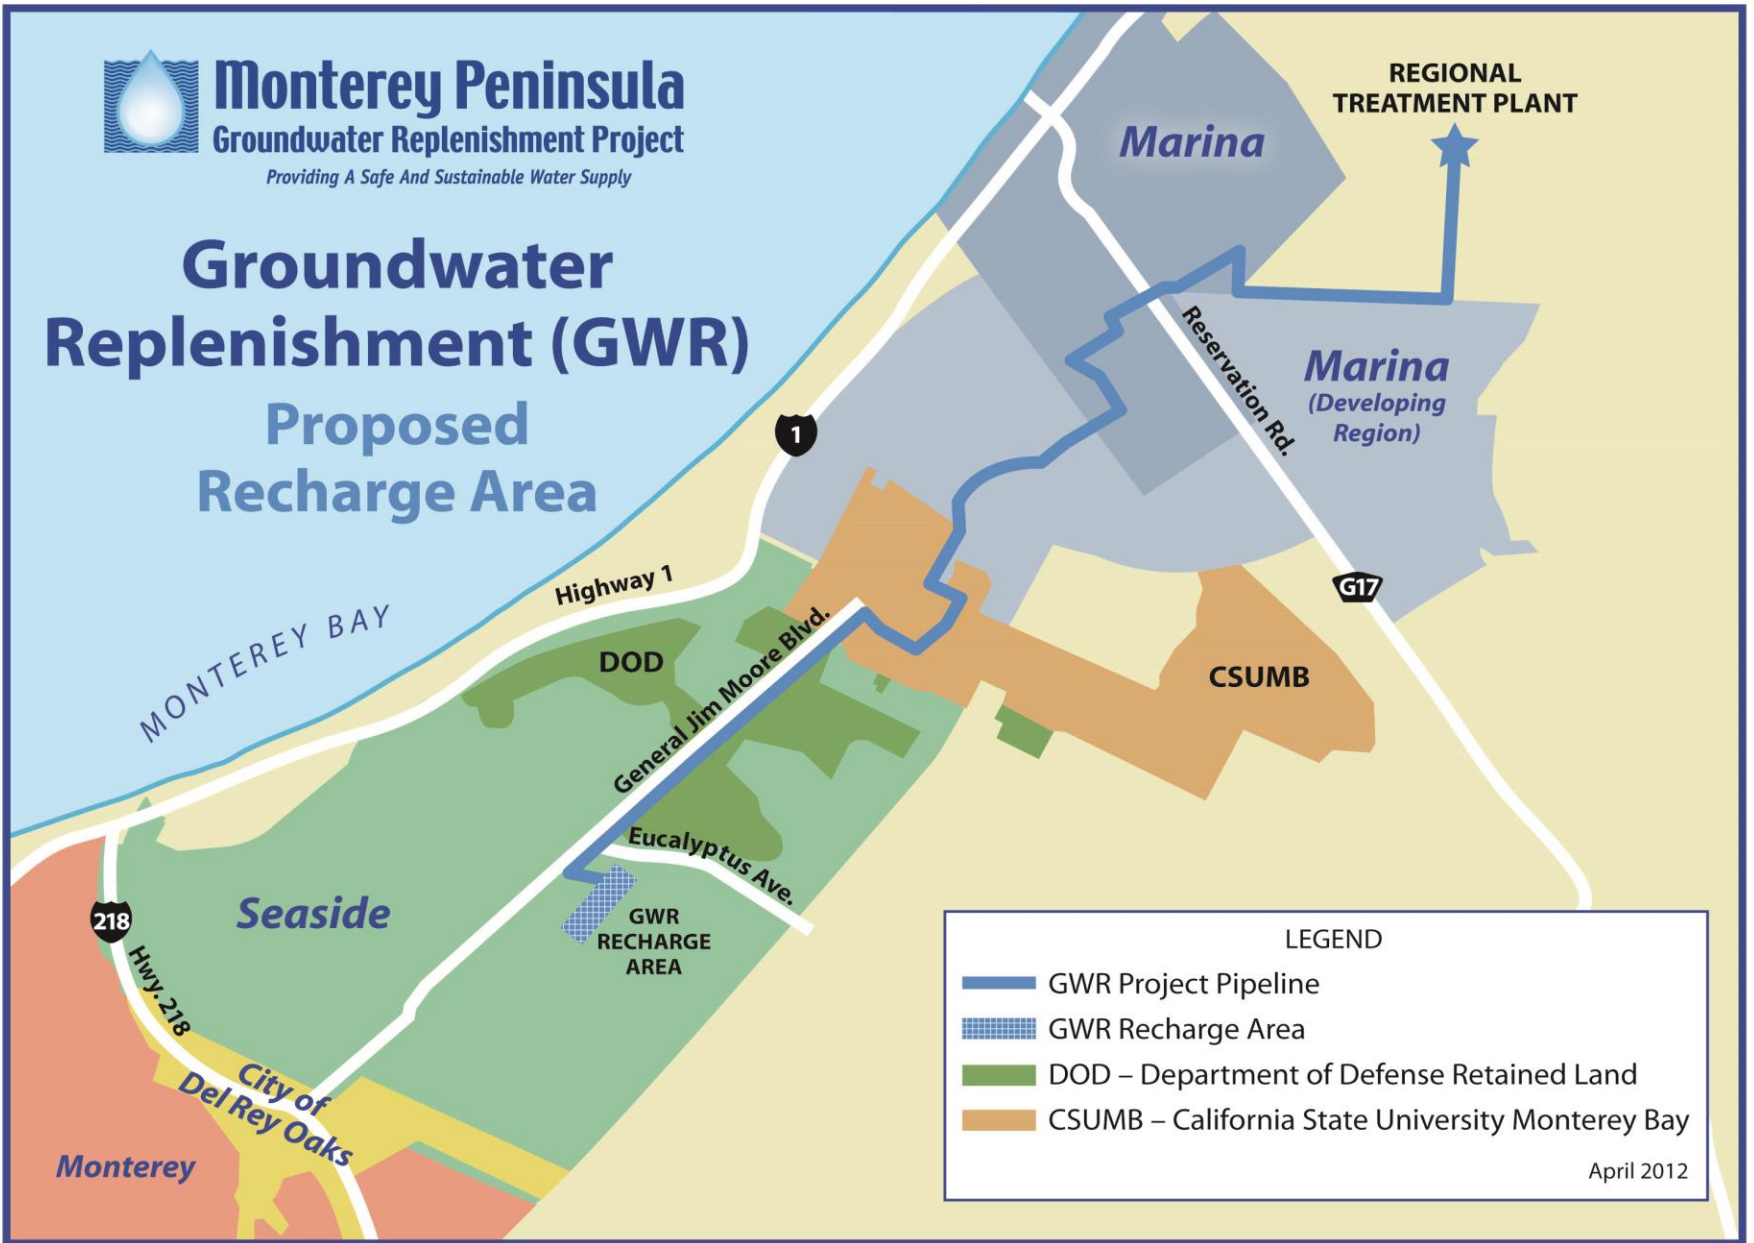 Monterey Peninsula
Groundwater Replenishment Project
Providing A Safe And Sustainable Water Supply
Groundwater
Replenishment (GWR)
Proposed
Recharge Area
REGIONAL
TREATMENT PLANT
Marina
Reservation Rd.
Marina
(Developing
Region)
1
Highway 1
MONTEREY BAY
G17
DOD
General Jim Moore Blvd.
CSUMB
Eucalyptus Ave.
Seaside
GWR
RECHARGE
AREA
218
Hwy. 218
City of
Del Rey Oaks
Monterey
LEGEND
GWR Project Pipeline
GWR Recharge Area
DOD – Department of Defense Retained Land
CSUMB – California State University Monterey Bay
April 2012